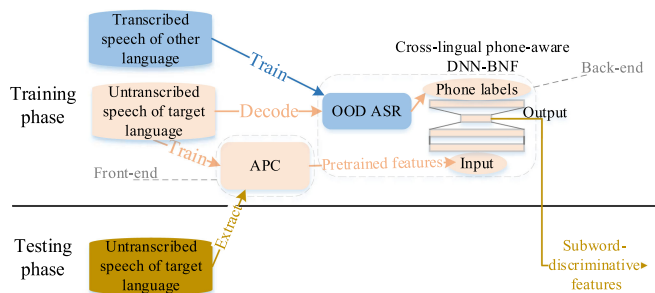 Transcribed
speech of other
language
Train
Cross-lingual phone-aware
DNN-BNF
Back-end
Training
phase
Untranscribed
speech of target
language
Decode
OOD ASR
Phone labels
Output
Train
Front-end
APC
Pretrained features
Input
Extract
Testing
phase
Untranscribed
speech of target
language
Subword-
discriminative
features